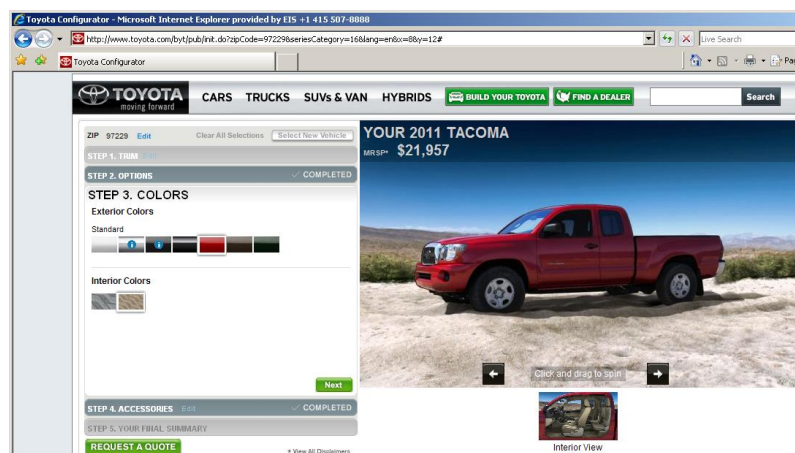 Toyota Configurator - Microsoft Internet Explorer provided by EIS +1 415 507-8888
http://www.toyota.com/byt/pub/init.do?zipCode=97229&seriesCategory=16&lang=en&x=8&y=12#
Live Search
Toyota Configurator
Pag
TOYOTA
moving forward
CARS TRUCKS SUVs & VAN HYBRIDS BUILD YOUR TOYOTA FIND A DEALER Search
ZIP 97229 Edit Clear All Selections Select New Vehicle
STEP 1. TRIM Edit
STEP 2. OPTIONS COMPLETED
STEP 3. COLORS
Exterior Colors
Standard
Interior Colors
Next
STEP 4. ACCESSORIES Edit COMPLETED
STEP 5. YOUR FINAL SUMMARY
REQUEST A QUOTE
* View All Disclaimers
YOUR 2011 TACOMA
MRSP* $21,957
Click and drag to spin
Interior View